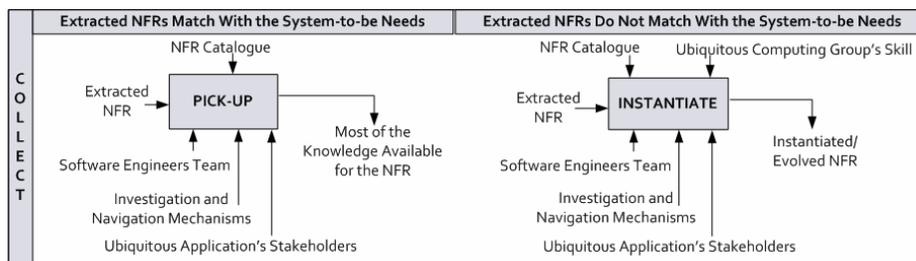 Extracted NFRs Match With the System-to-be Needs
Extracted NFRs Do Not Match With the System-to-be Needs
COLLECT
NFR Catalogue
Extracted
NFR
PICK-UP
Most of the
Knowledge Available
for the NFR
Software Engineers Team
Investigation and
Navigation Mechanisms
Ubiquitous Application's Stakeholders
NFR Catalogue
Ubiquitous Computing Group's Skill
Extracted
NFR
INSTANTIATE
Instantiated/
Evolved NFR
Software Engineers Team
Investigation and
Navigation Mechanisms
Ubiquitous Application's Stakeholders